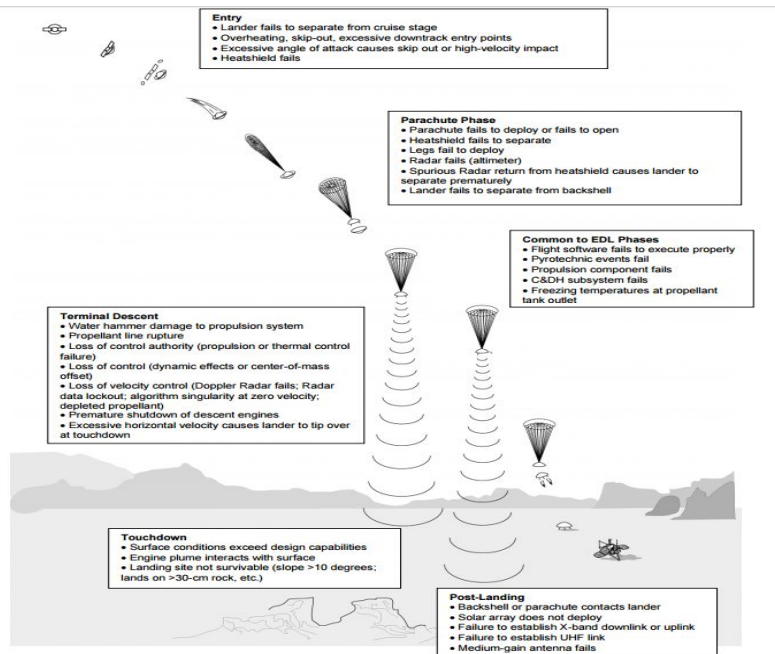 Entry
• Lander fails to separate from cruise stage
• Overheating, skip-out, excessive downtrack entry points
• Excessive angle of attack causes skip out or high-velocity impact
• Heatshield fails
Parachute Phase
• Parachute fails to deploy or fails to open
• Heatshield fails to separate
• Legs fail to deploy
• Radar fails (altimeter)
• Spurious Radar return from heatshield causes lander to
separate prematurely
• Lander fails to separate from backshell
Common to EDL Phases
• Flight software fails to execute properly
• Pyrotechnic events fail
• Propulsion component fails
• C&DH subsystem fails
• Freezing temperatures at propellant
tank outlet
Terminal Descent
• Water hammer damage to propulsion system
• Propellant line rupture
• Loss of control authority (propulsion or thermal control
failure)
• Loss of control (dynamic effects or center-of-mass
offset)
• Loss of velocity control (Doppler Radar fails; Radar
data lockout; algorithm singularity at zero velocity;
depleted propellant)
• Premature shutdown of descent engines
• Excessive horizontal velocity causes lander to tip over
at touchdown
Touchdown
• Surface conditions exceed design capabilities
• Engine plume interacts with surface
• Landing site not survivable (slope >10 degrees;
lands on >30-cm rock, etc.)
Post-Landing
• Backshell or parachute contacts lander
• Solar array does not deploy
• Failure to establish X-band downlink or uplink
• Failure to establish UHF link
• Medium-gain antenna fails